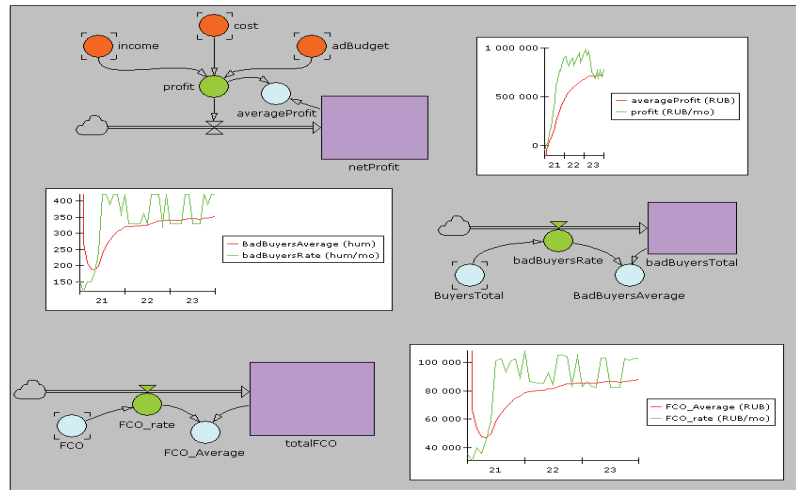 cost
income
adBudget
profit
averageProfit
netProfit
1 000 000
500 000
0
21 22 23
averageProfit (RUB)
profit (RUB/mo)
400
350
300
250
200
150
21 22 23
BadBuyersAverage (hum)
badBuyersRate (hum/mo)
badBuyersRate
badBuyersTotal
BuyersTotal
BadBuyersAverage
FCO
FCO_rate
FCO_Average
totalFCO
100 000
80 000
60 000
40 000
21 22 23
FCO_Average (RUB)
FCO_rate (RUB/mo)